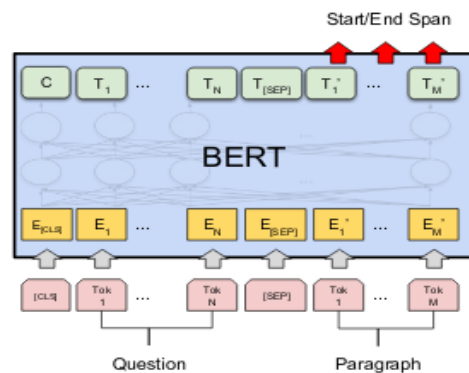 Start/End Span
C T1 ... TN T[SEP] T1' ... TM'
BERT
E[CLS] E1 ... EN E[SEP] E1' ... EM'
[CLS] Tok 1 ... Tok N [SEP] Tok 1 ... Tok M
Question Paragraph